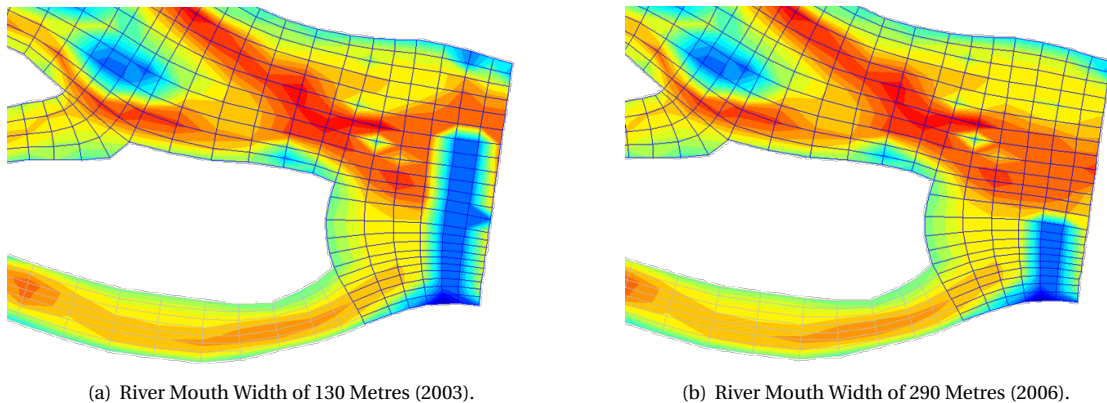 (a) River Mouth Width of 130 Metres (2003).
(b) River Mouth Width of 290 Metres (2006).